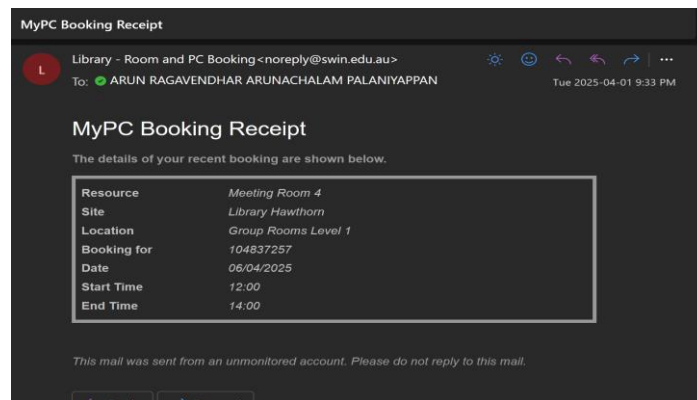 MyPC Booking Receipt
L
Library - Room and PC Booking<noreply@swin.edu.au>
To: ARUN RAGAVENDHAR ARUNACHALAM PALANIYAPPAN
Tue 2025-04-01 9:33 PM
MyPC Booking Receipt
The details of your recent booking are shown below.
Resource Meeting Room 4
Site Library Hawthorn
Location Group Rooms Level 1
Booking for 104837257
Date 06/04/2025
Start Time 12:00
End Time 14:00
This mail was sent from an unmonitored account. Please do not reply to this mail.